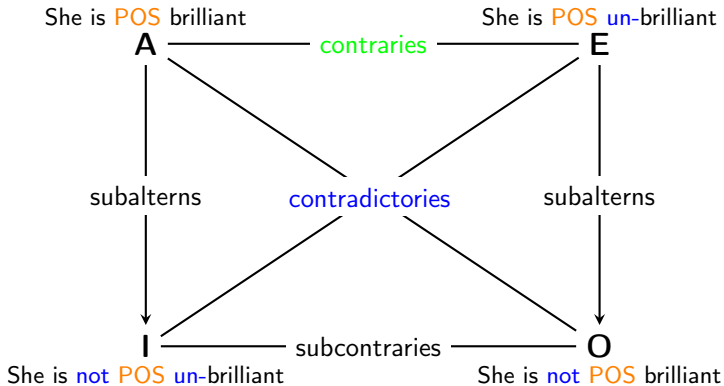 She is POS brilliant
She is POS un-brilliant
A
contraries
E
subalterns
contradictories
subalterns
I
subcontraries
O
She is not POS un-brilliant
She is not POS brilliant